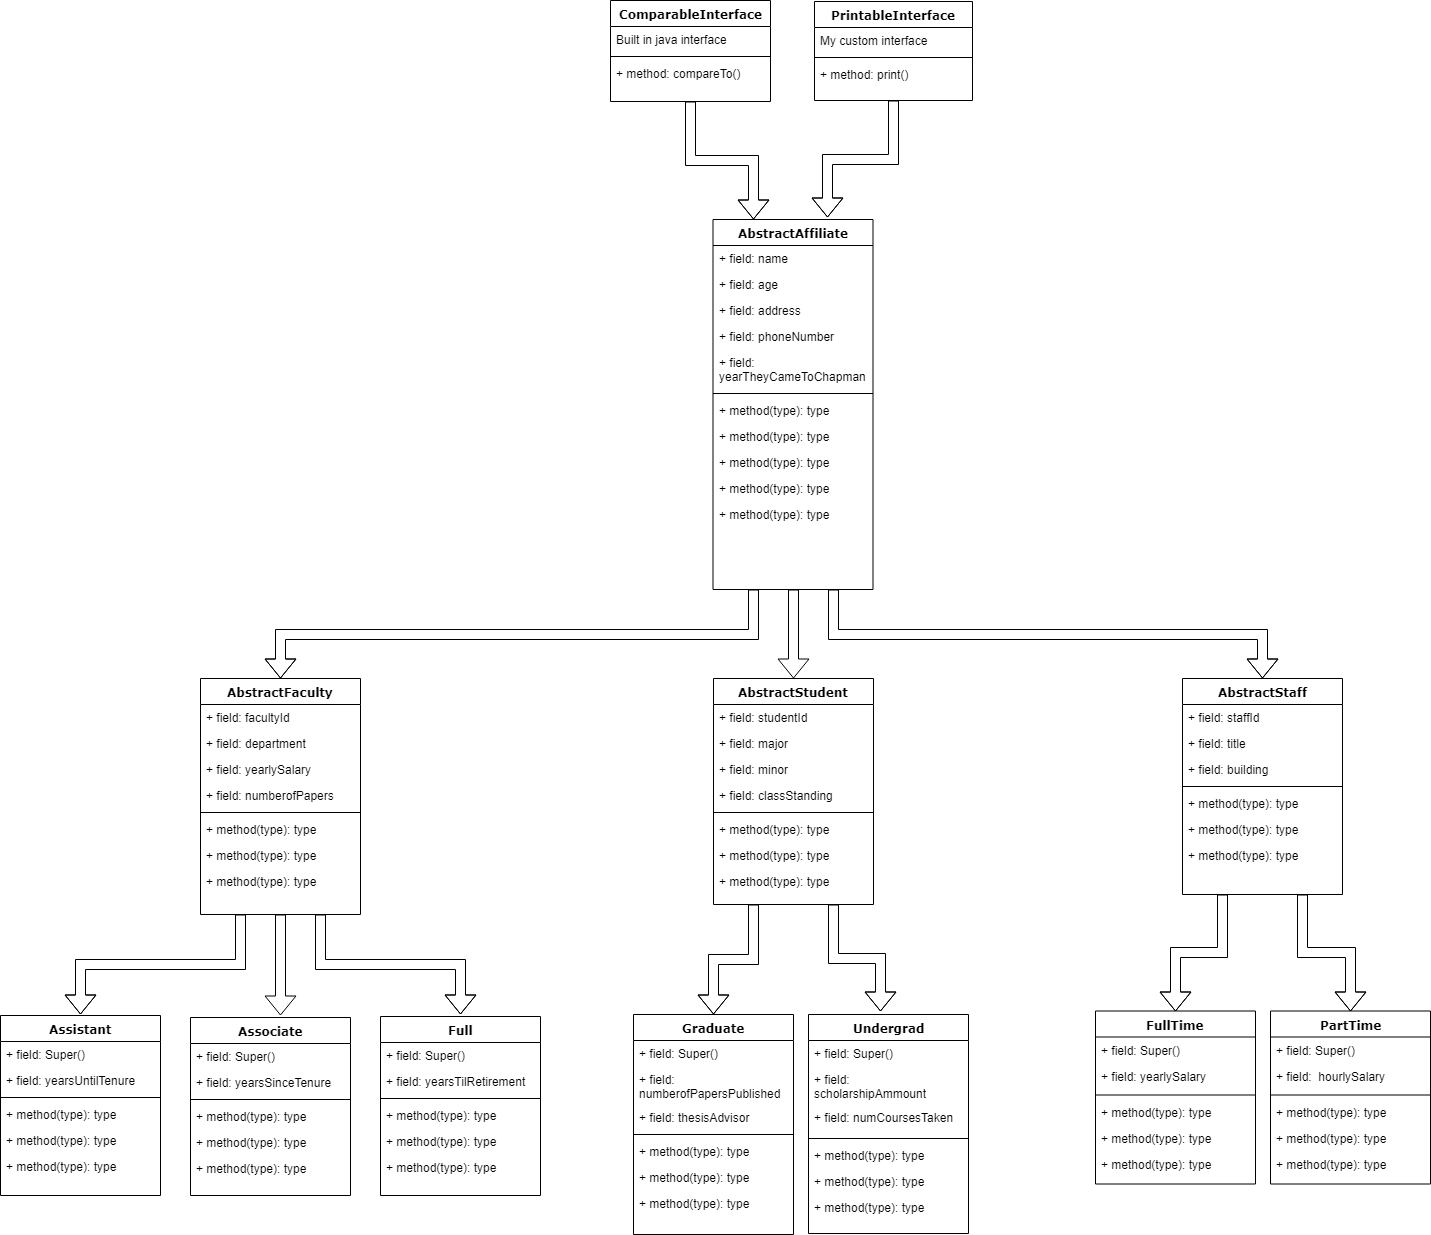 ComparableInterface
Built in java interface
+ method: compareTo()
PrintableInterface
My custom interface
+ method: print()
AbstractAffiliate
+ field: name
+ field: age
+ field: address
+ field: phoneNumber
+ field:
yearTheyCameToChapman
+ method(type): type
+ method(type): type
+ method(type): type
+ method(type): type
+ method(type): type
AbstractFaculty
+ field: facultyId
+ field: department
+ field: yearlySalary
+ field: numberofPapers
+ method(type): type
+ method(type): type
+ method(type): type
AbstractStudent
+ field: studentId
+ field: major
+ field: minor
+ field: classStanding
+ method(type): type
+ method(type): type
+ method(type): type
AbstractStaff
+ field: staffId
+ field: title
+ field: building
+ method(type): type
+ method(type): type
+ method(type): type
Assistant
+ field: Super()
+ field: yearsUntilTenure
+ method(type): type
+ method(type): type
+ method(type): type
Associate
+ field: Super()
+ field: yearsSinceTenure
+ method(type): type
+ method(type): type
+ method(type): type
Full
+ field: Super()
+ field: yearsTilRetirement
+ method(type): type
+ method(type): type
+ method(type): type
Graduate
+ field: Super()
+ field:
numberofPapersPublished
+ field: thesisAdvisor
+ method(type): type
+ method(type): type
+ method(type): type
Undergrad
+ field: Super()
+ field:
scholarshipAmmount
+ field: numCoursesTaken
+ method(type): type
+ method(type): type
+ method(type): type
FullTime
+ field: Super()
+ field: yearlySalary
+ method(type): type
+ method(type): type
+ method(type): type
PartTime
+ field: Super()
+ field:  hourlySalary
+ method(type): type
+ method(type): type
+ method(type): type